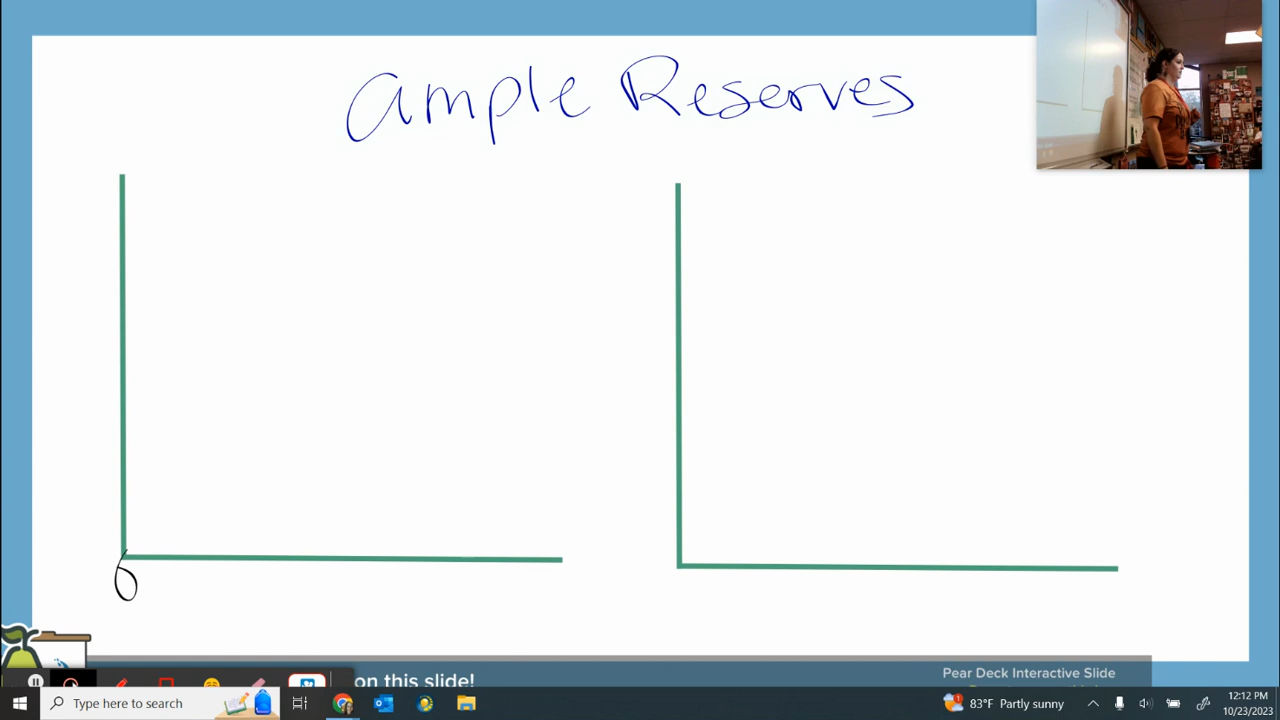 Ample Reserves
0
on this slide!
Pear Deck Interactive Slide
Type here to search
83°F Partly sunny
12:12 PM
10/23/2023